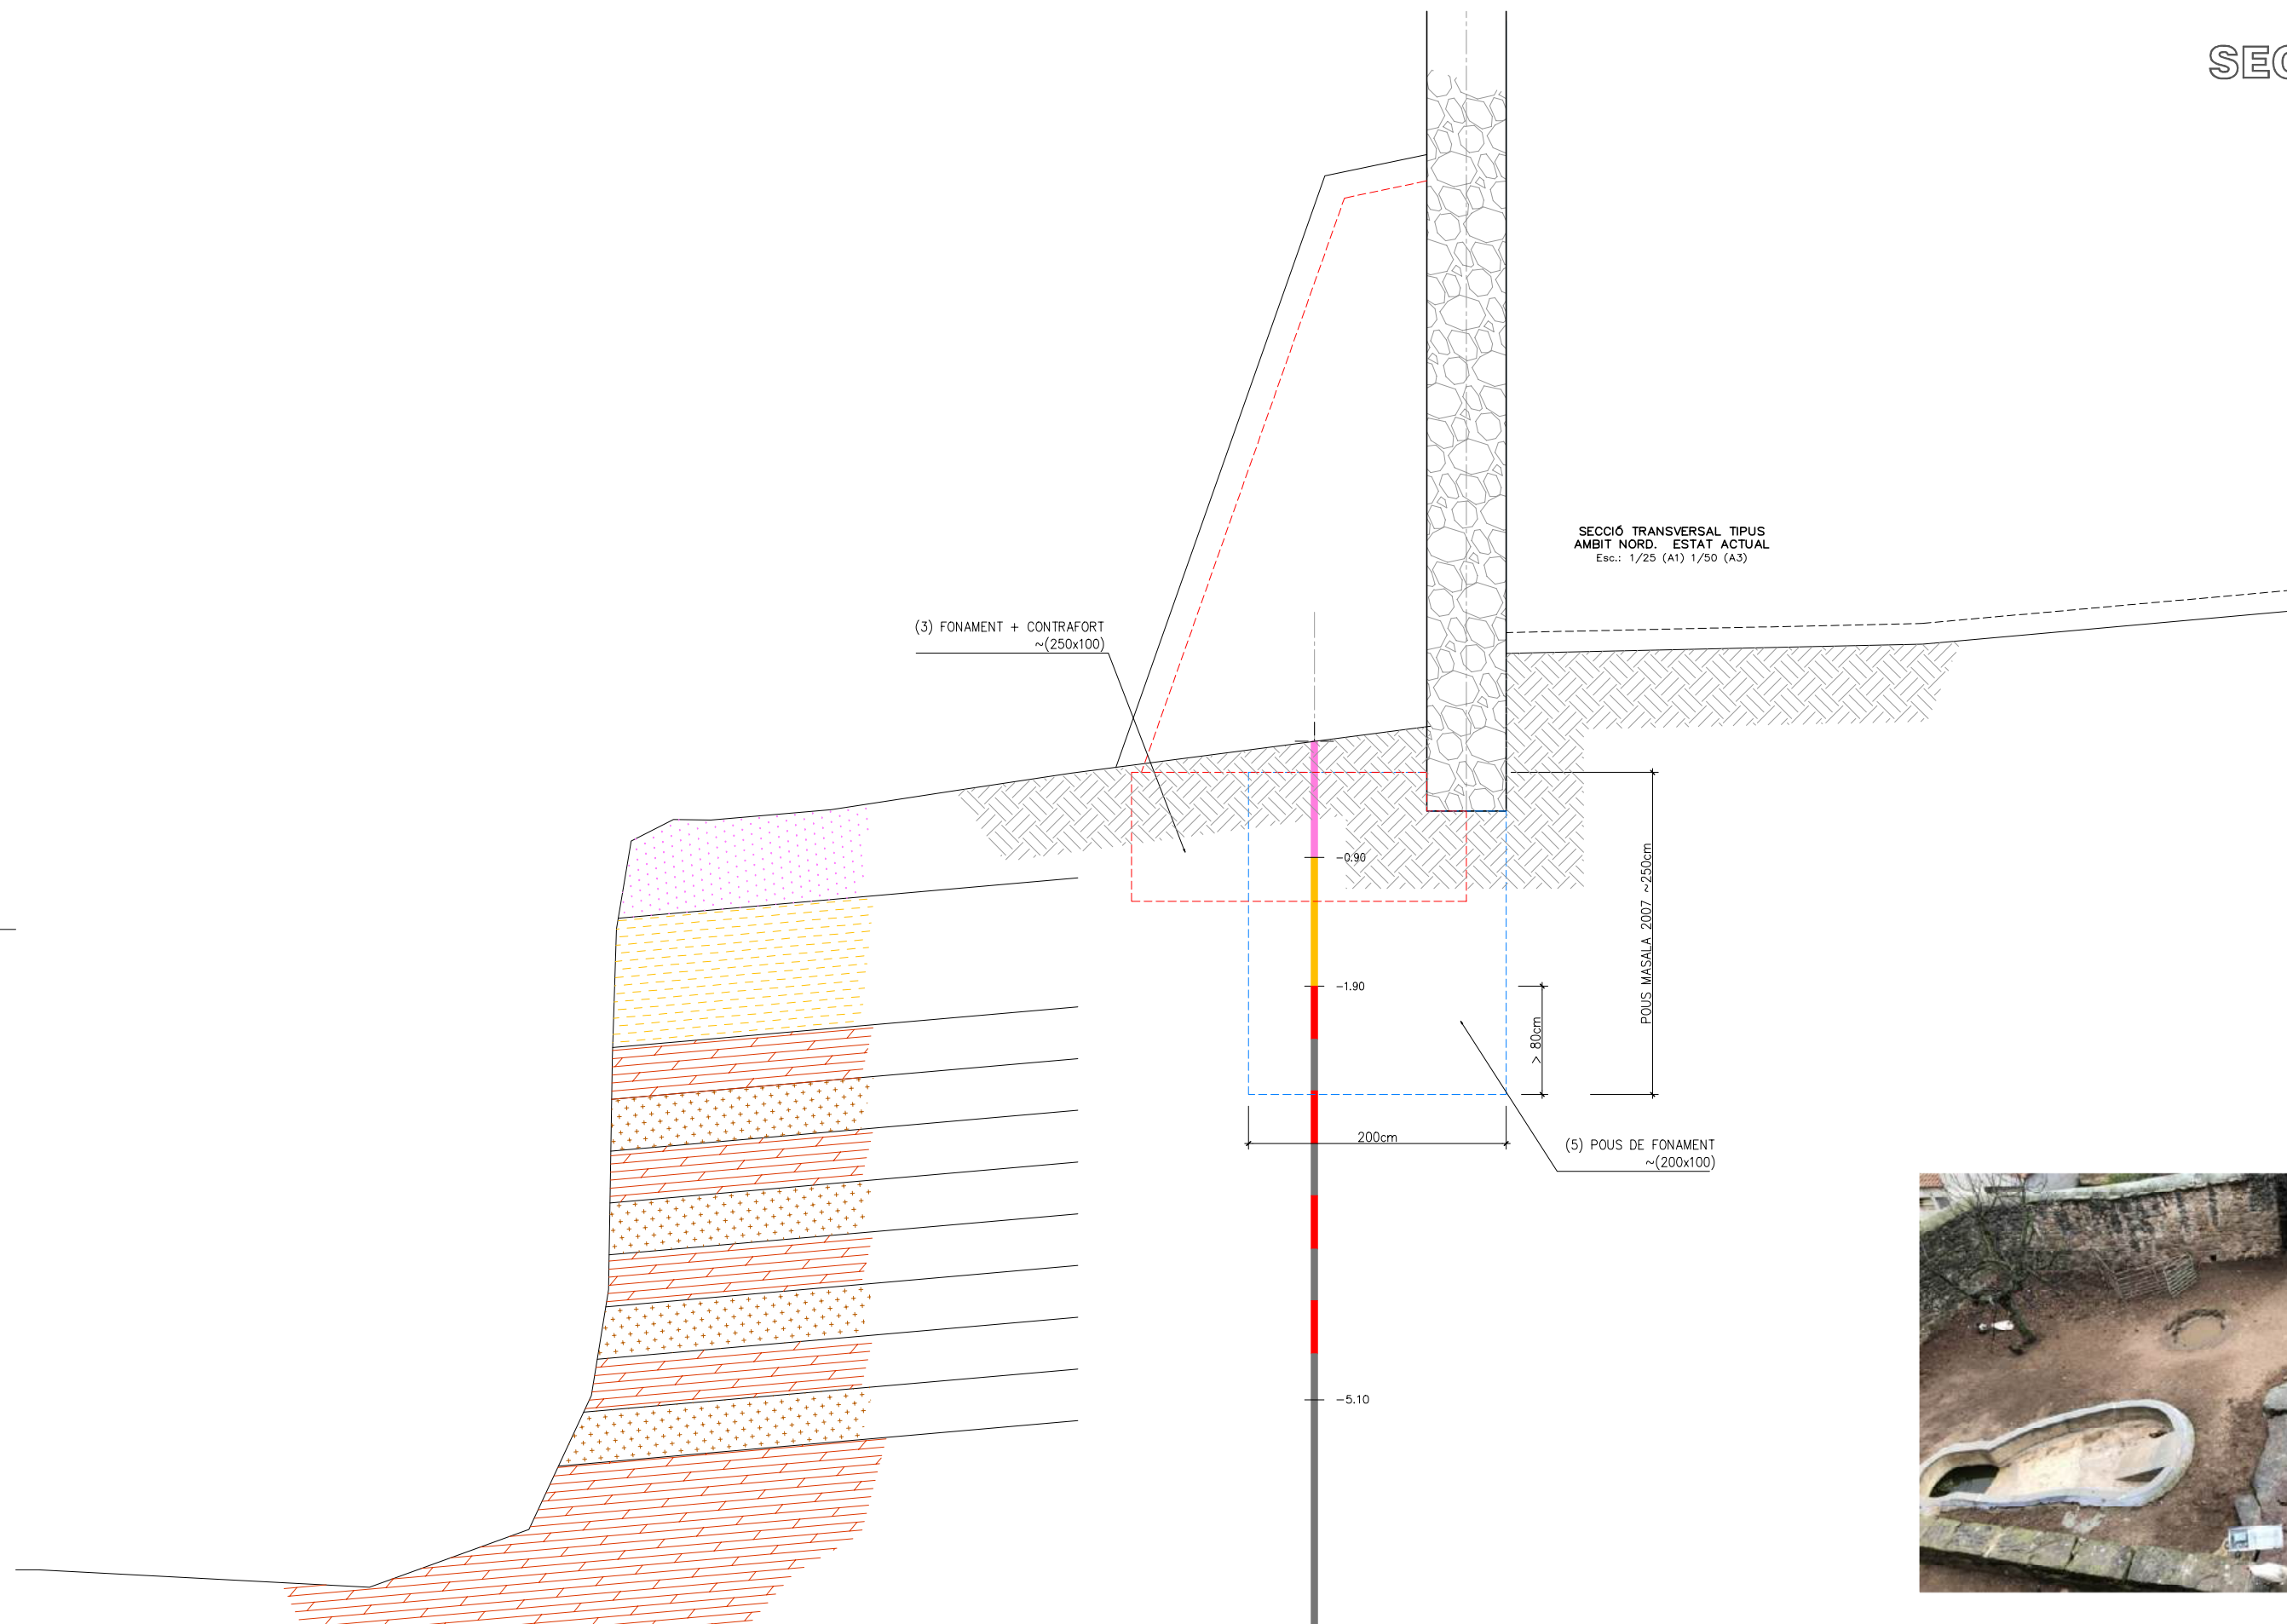 SECCIÓ TRANSVERSAL TIPUS
AMBIT NORD. ESTAT ACTUAL
Esc.: 1/25 (A1) 1/50 (A3)
(3) FONAMENT + CONTRAFORT
~(250x100)
-0.90
-1.90
-5.10
> 80cm
POUS MASALA 2007 ~250cm
200cm
(5) POUS DE FONAMENT
~(200x100)